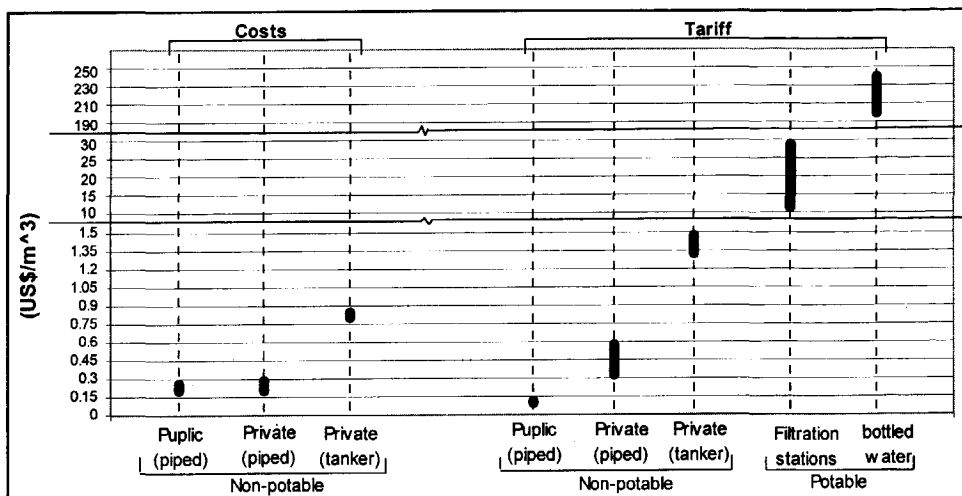 Costs
Tariff
(US$/m^3)
250
230
210
190
30
25
20
15
10
1.5
1.35
1.2
1.05
0.9
0.75
0.6
0.45
0.3
0.15
0
Puplic
(piped)
Private
(piped)
Private
(tanker)
Non-potable
Puplic
(piped)
Private
(piped)
Private
(tanker)
Non-potable
Filtration
stations
bottled
water
Potable